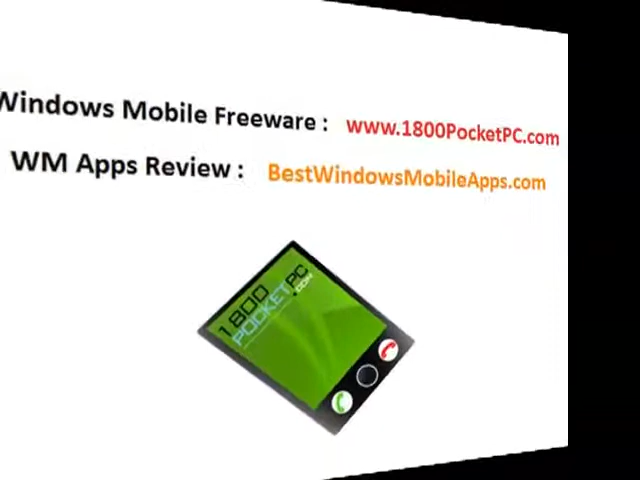 Windows Mobile Freeware : www.1800PocketPC.com
WM Apps Review : BestWindowsMobileApps.com
1800
POCKETPC
.COM